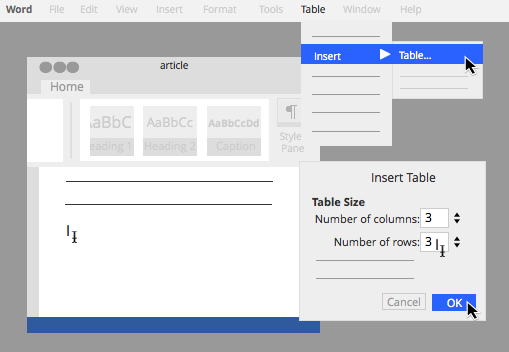 Word File Edit View Insert Format Tools Table Window Help
Insert Table...
article
Home
AaBbC AaBbCc AaBbCcDd ¶
eading 1 Heading 2 Caption
Style
Pane
Insert Table
Table Size
Number of columns: 3
Number of rows: 3
Cancel OK